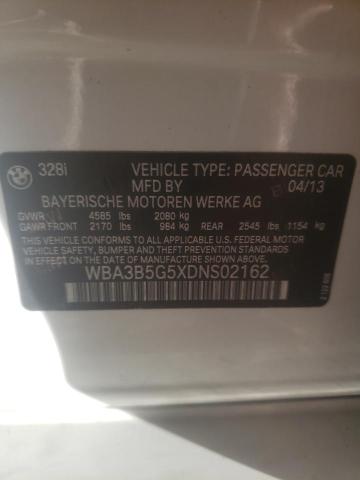 328i VEHICLE TYPE: PASSENGER CAR
MFD BY 04/13
BAYERISCHE MOTOREN WERKE AG
GVWR 4585 lbs 2080 kg
GAWR FRONT 2170 lbs 984 kg REAR 2545 lbs 1154 kg
THIS VEHICLE CONFORMS TO ALL APPLICABLE U.S. FEDERAL MOTOR
VEHICLE SAFETY, BUMPER AND THEFT PREVENTION STANDARDS
IN EFFECT ON THE DATE OF MANUFACTURE SHOWN ABOVE.
WBA3B5G5XDNS02162